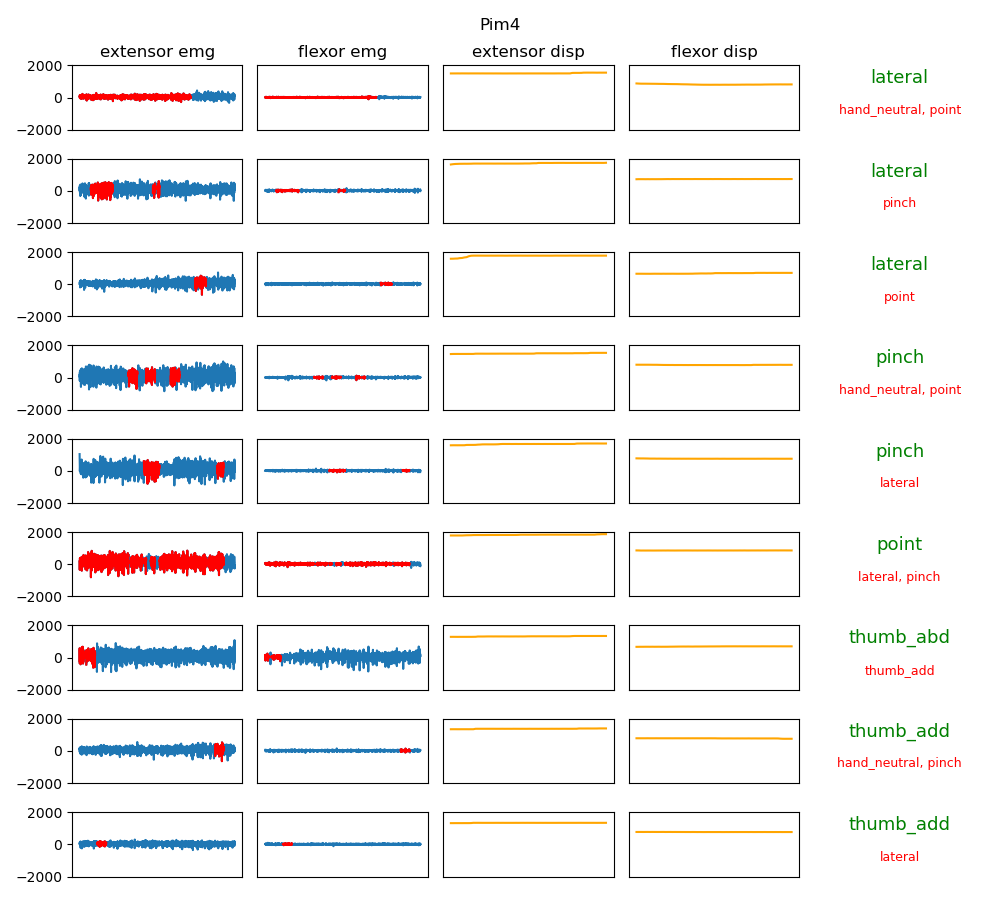 Pim4
extensor emg flexor emg extensor disp flexor disp
2000
0
−2000
lateral
hand_neutral, point
2000
0
−2000
lateral
pinch
2000
0
−2000
lateral
point
2000
0
−2000
pinch
hand_neutral, point
2000
0
−2000
pinch
lateral
2000
0
−2000
point
lateral, pinch
2000
0
−2000
thumb_abd
thumb_add
2000
0
−2000
thumb_add
hand_neutral, pinch
2000
0
−2000
thumb_add
lateral